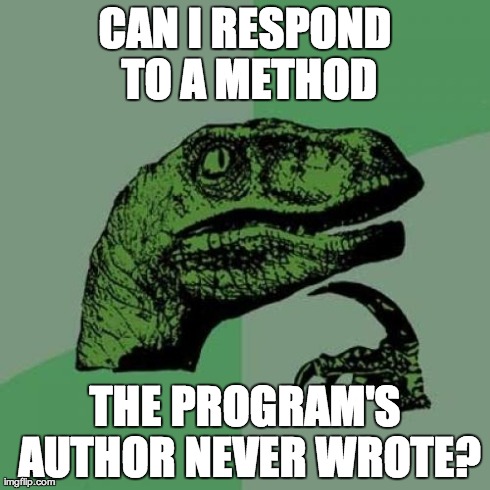 CAN I RESPOND
TO A METHOD
THE PROGRAM'S
AUTHOR NEVER WROTE?
imgflip.com